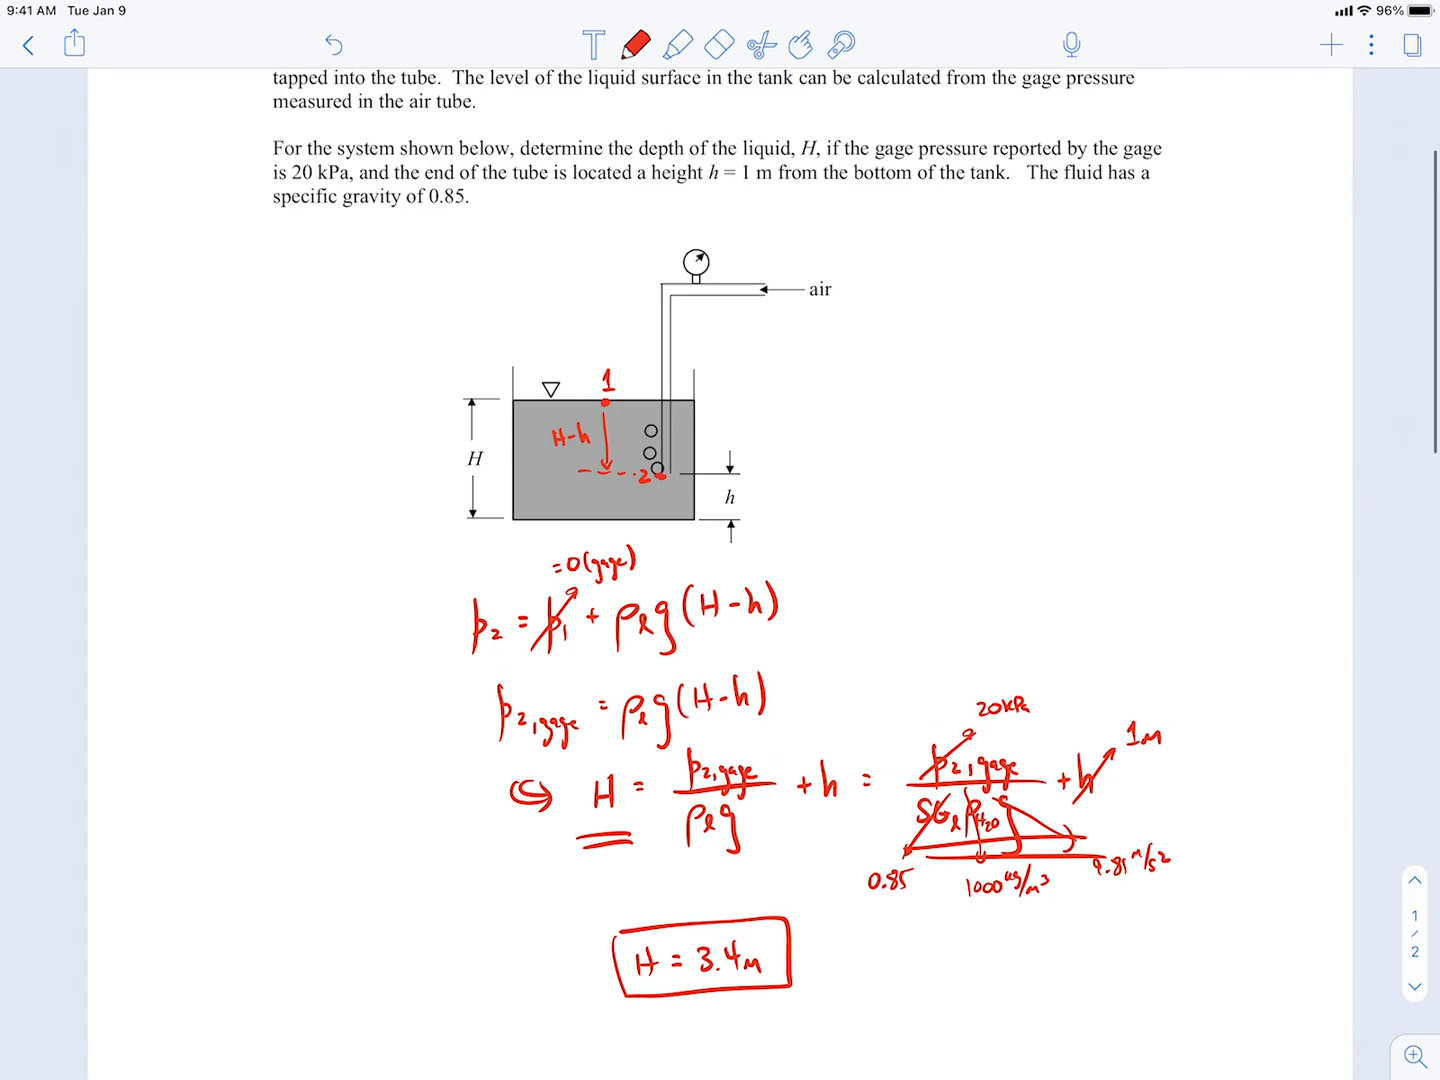 9:41 AM Tue Jan 9
96%
tapped into the tube. The level of the liquid surface in the tank can be calculated from the gage pressure
measured in the air tube.
For the system shown below, determine the depth of the liquid, H, if the gage pressure reported by the gage
is 20 kPa, and the end of the tube is located a height h = 1 m from the bottom of the tank. The fluid has a
specific gravity of 0.85.
air
1
H-h
2
H
h
=0(gage)
p₂ = p₁ + ρₗg(H-h)
p₂,gage = ρₗg(H-h)
20kPa
1m
H = p₂,gage / ρₗg + h = p₂,gage / SGₗρH₂0g + h
0.85
1000 kg/m³
9.81 m/s²
H = 3.4m
1
/
2